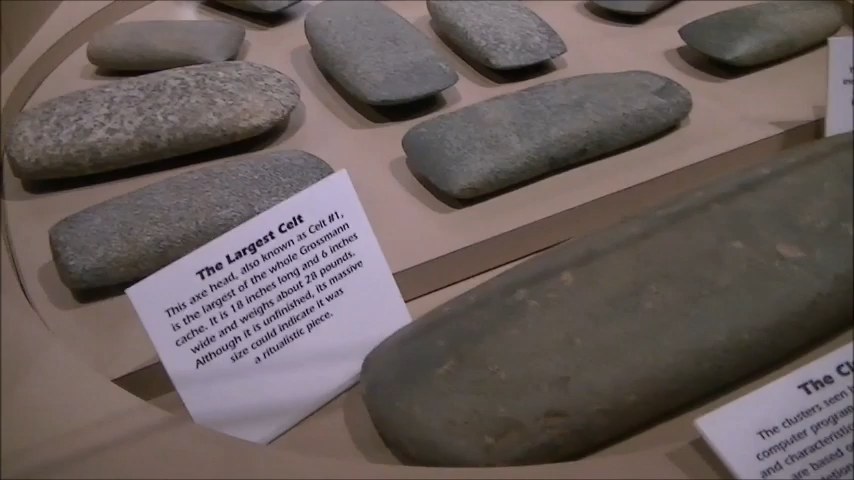 The Largest Celt
This axe head, also known as Celt #1,
is the largest of the whole Grossmann
cache. It is 18 inches long and 6 inches
wide and weighs about 28 pounds.
Although it is unfinished, its massive
size could indicate it was
a ritualistic piece.
The Cl
The clusters seen
computer program
and characteristic
are based